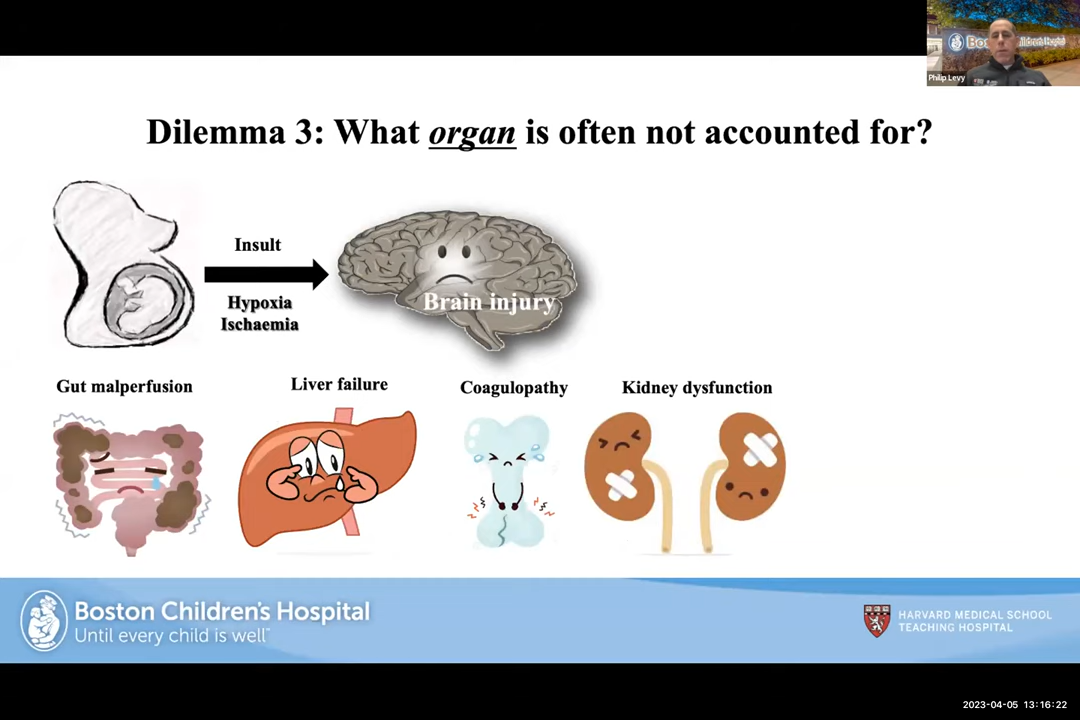 Philip Levy
Dilemma 3: What organ is often not accounted for?
Insult
Hypoxia
Ischaemia
Brain injury
Gut malperfusion
Liver failure
Coagulopathy
Kidney dysfunction
Boston Children's Hospital
Until every child is well
HARVARD MEDICAL SCHOOL
TEACHING HOSPITAL
2023-04-05 13:16:22